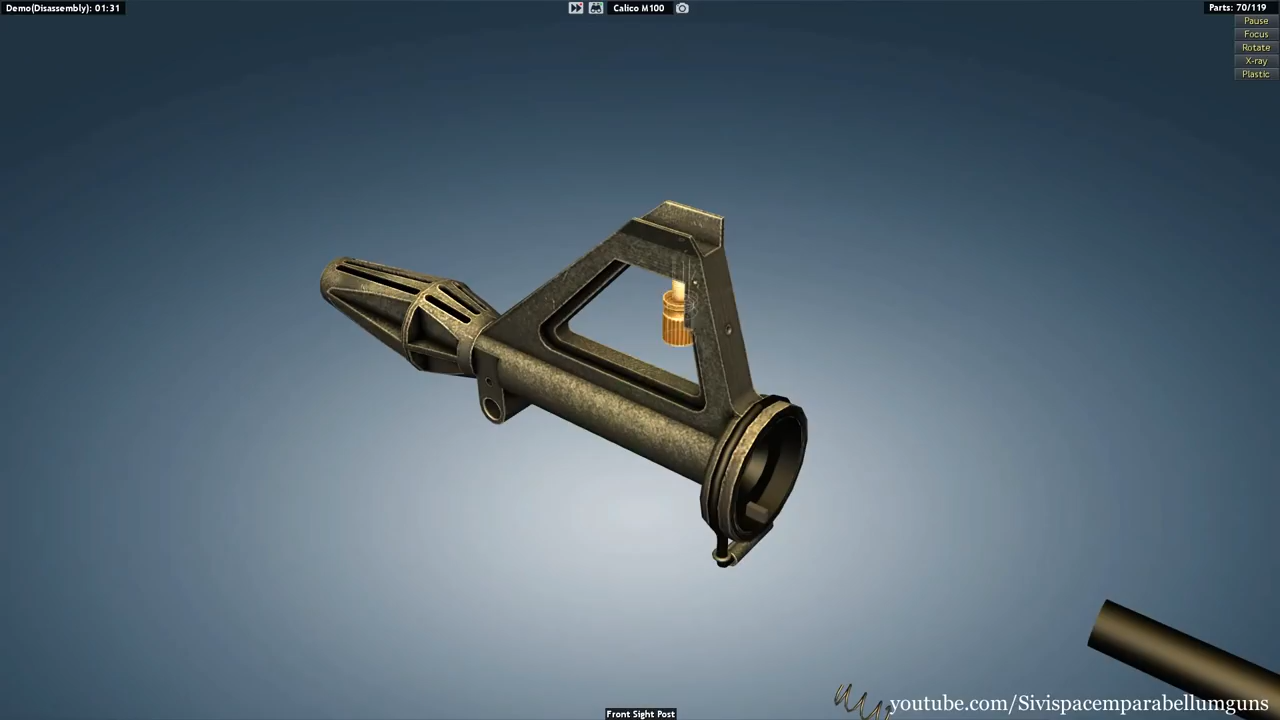 Demo(Disassembly): 01:31
Calico M100
Parts: 70/119
Pause
Focus
Rotate
X-ray
Plastic
youtube.com/Sivispacemparabellumguns
Front Sight Post